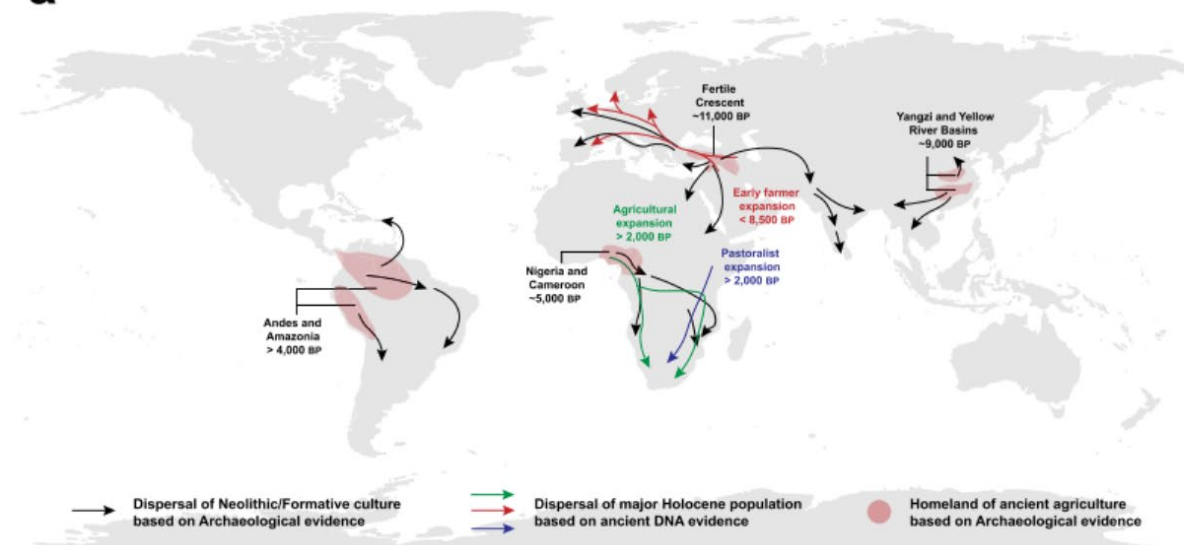 a
Fertile
Crescent
~11,000 BP
Yangzi and Yellow
River Basins
~9,000 BP
Early farmer
expansion
< 8,500 BP
Agricultural
expansion
> 2,000 BP
Pastoralist
expansion
> 2,000 BP
Nigeria and
Cameroon
~5,000 BP
Andes and
Amazonia
> 4,000 BP
Dispersal of Neolithic/Formative culture
based on Archaeological evidence
Dispersal of major Holocene population
based on ancient DNA evidence
Homeland of ancient agriculture
based on Archaeological evidence